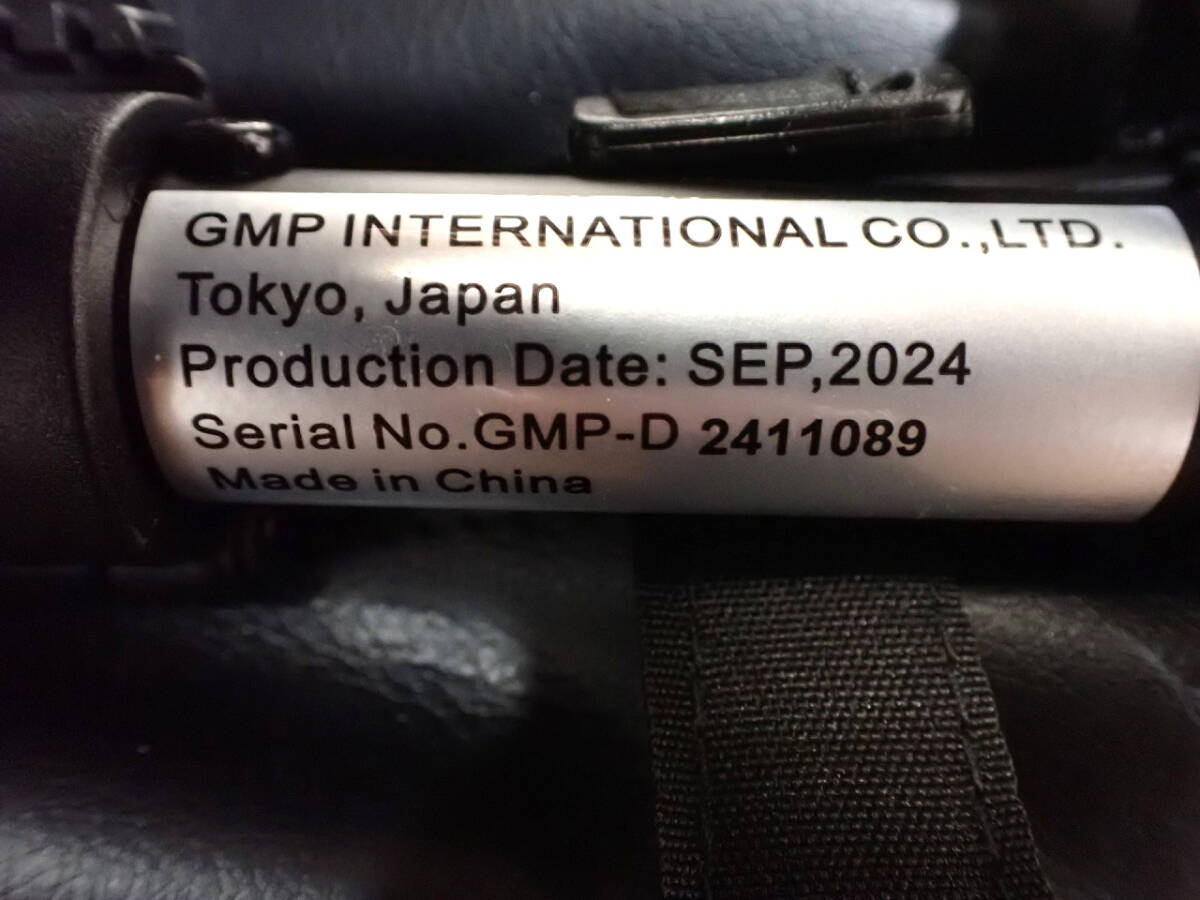 GMP INTERNATIONAL CO.,LTD.
Tokyo, Japan
Production Date: SEP,2024
Serial No.GMP-D 2411089
Made in China